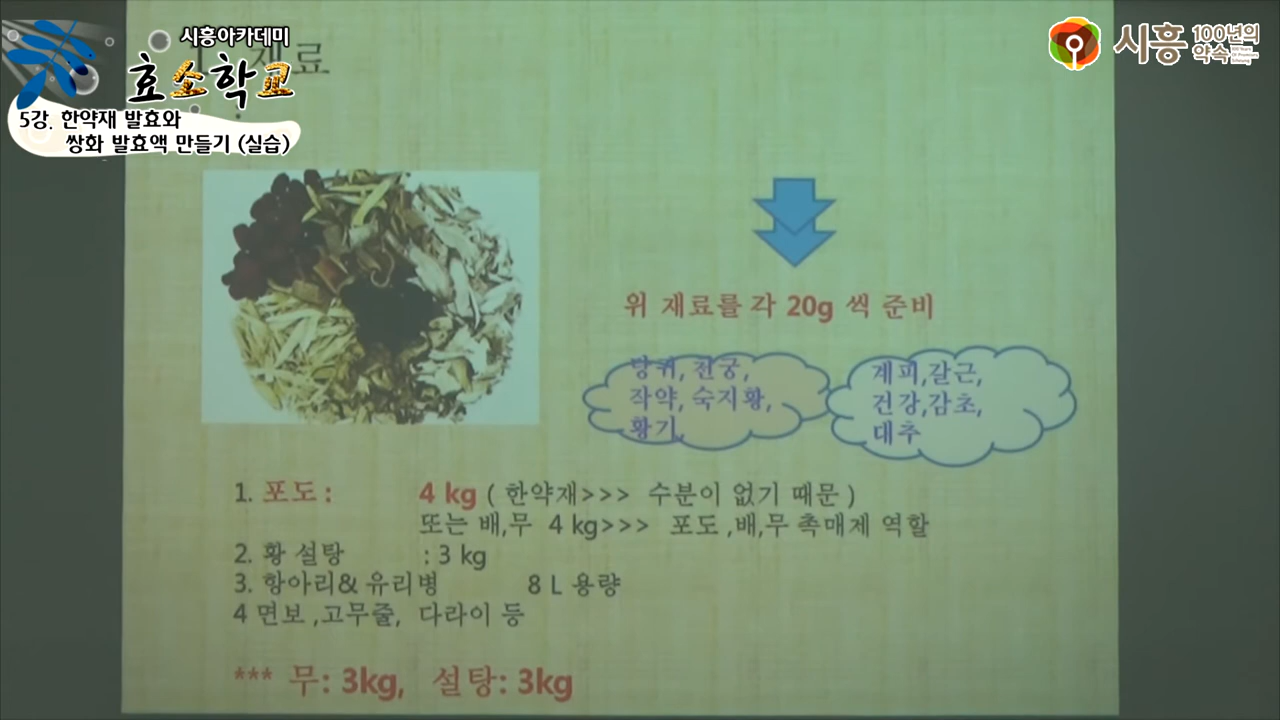 시흥아카데미
효소학교
5강. 한약재 발효와
쌍화 발효액 만들기 (실습)
시흥
100년의
약속
재료
위 재료를 각 20g 씩 준비
당귀, 천궁,
작약, 숙지황,
황기,
계피,갈근,
건강,감초,
대추
1. 포도 : 4 kg ( 한약재>>> 수분이 없기 때문 )
또는 배,무 4 kg>>> 포도 ,배,무 촉매제 역할
2. 황 설탕 : 3 kg
3. 항아리& 유리병 8 L 용량
4 면보 ,고무줄, 다라이 등
*** 무: 3kg, 설탕: 3kg